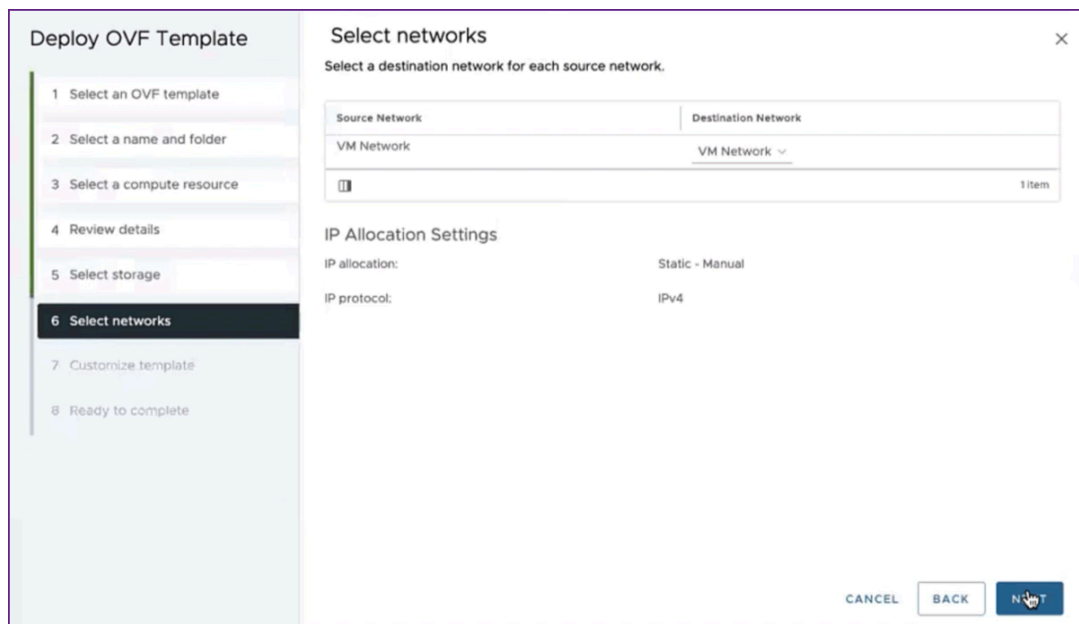 Deploy OVF Template
1 Select an OVF template
2 Select a name and folder
3 Select a compute resource
4 Review details
5 Select storage
6 Select networks
7 Customize template
8 Ready to complete
Select networks
Select a destination network for each source network.
Source Network Destination Network
VM Network VM Network
1 item
IP Allocation Settings
IP allocation: Static - Manual
IP protocol: IPv4
CANCEL BACK NEXT